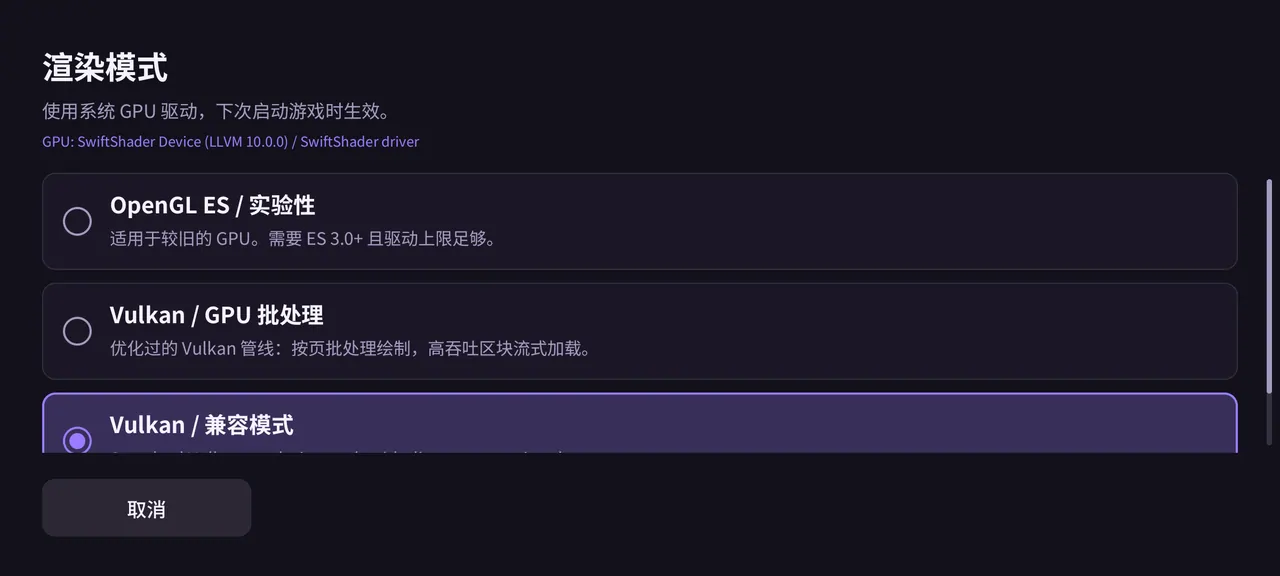 渲染模式
使用系统 GPU 驱动，下次启动游戏时生效。
GPU: SwiftShader Device (LLVM 10.0.0) / SwiftShader driver
OpenGL ES / 实验性
适用于较旧的 GPU。需要 ES 3.0+ 且驱动上限足够。
Vulkan / GPU 批处理
优化过的 Vulkan 管线：按页批处理绘制，高吞吐区块流式加载。
Vulkan / 兼容模式
取消